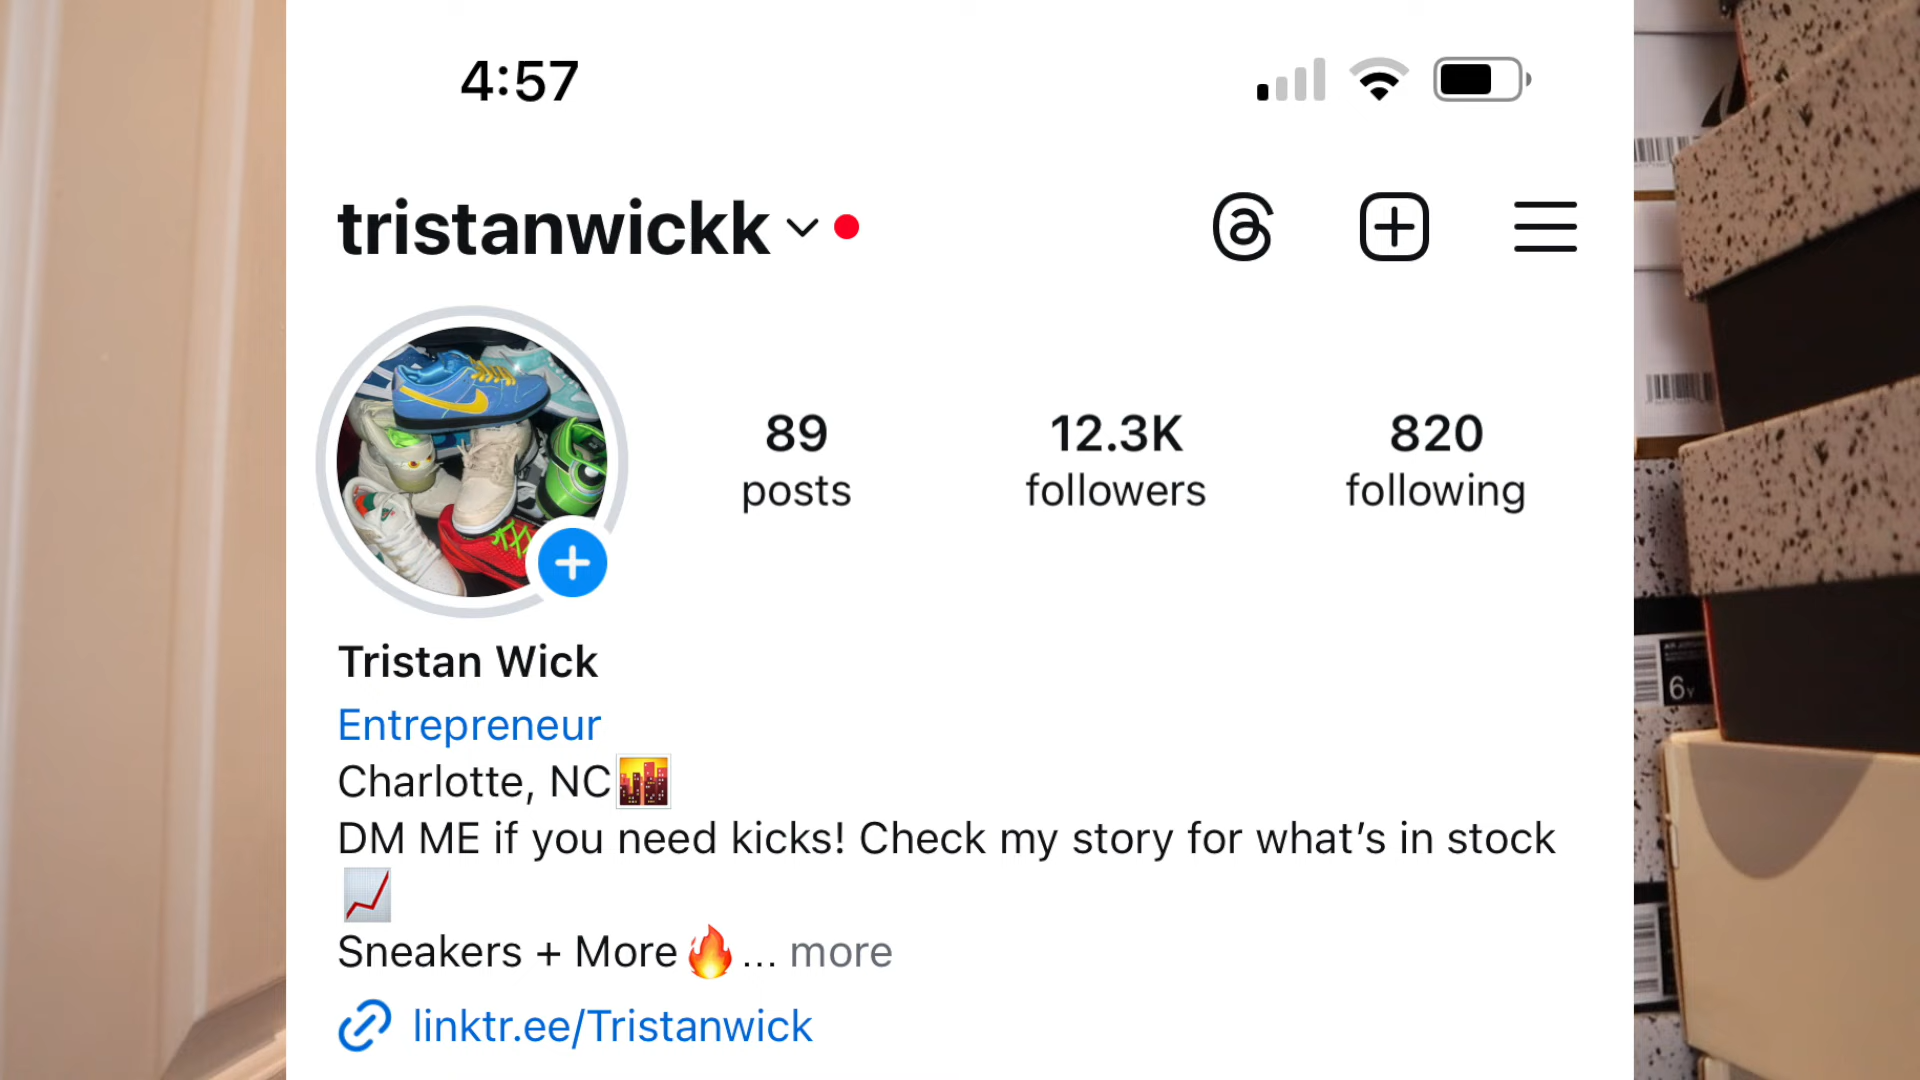 4:57
tristanwickk
89 posts
12.3K followers
820 following
Tristan Wick
Entrepreneur
Charlotte, NC🌇
DM ME if you need kicks! Check my story for what’s in stock
📈
Sneakers + More🔥... more
linktr.ee/Tristanwick
6Y